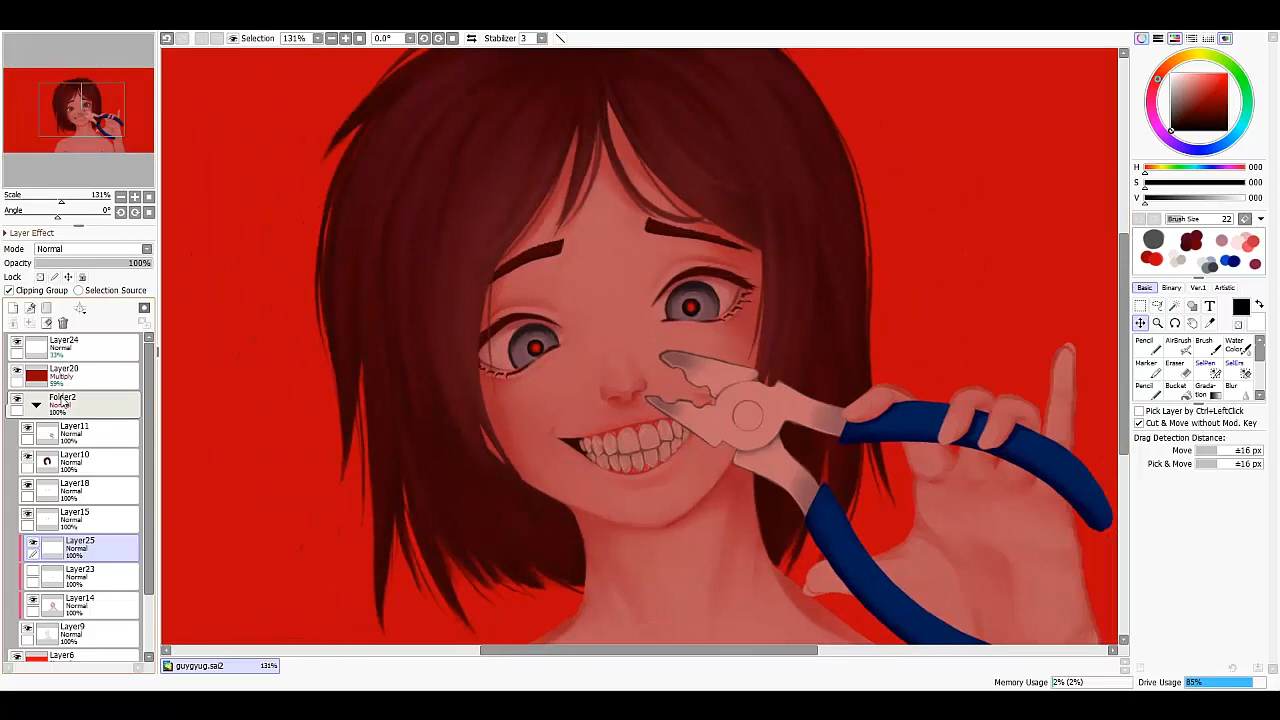 Selection
131%
0.0°
Stabilizer 3
Scale 131%
Angle 0°
Layer Effect
Mode Normal
Opacity 100%
Lock
Clipping Group Selection Source
Layer24
Normal
33%
Layer20
Multiply
59%
Folder2
Normal
100%
Layer11
Normal
100%
Layer10
Normal
100%
Layer18
Normal
100%
Layer15
Normal
100%
Layer25
Normal
100%
Layer23
Normal
100%
Layer14
Normal
100%
Layer9
Normal
100%
Layer6
guygyug.sai2 131%
Memory Usage 2% (2%) Drive Usage 85%
H 000
S 000
V 000
Brush Size 22
Basic Binary Ver.1 Artistic
T
Pencil AirBrush Brush Water Color
Marker Eraser SelPen SelErs
Pencil Bucket Grada-tion Blur
Pick Layer by Ctrl+LeftClick
Cut & Move without Mod. Key
Drag Detection Distance:
Move ±16 px
Pick & Move ±16 px